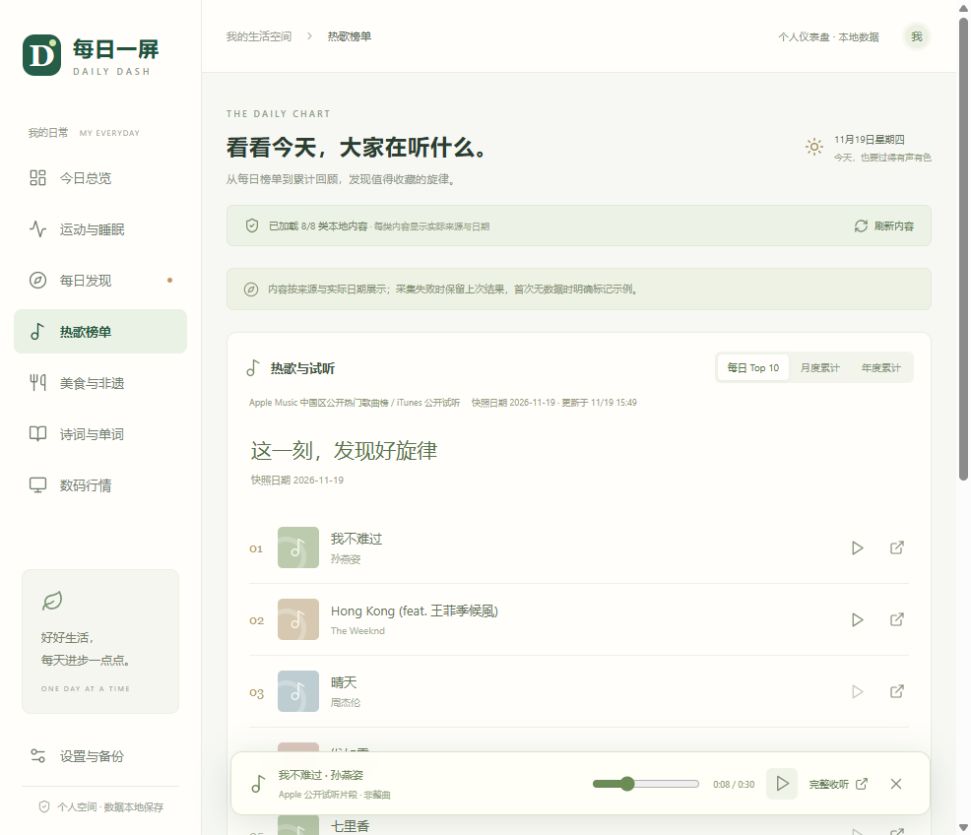 每日一屏
DAILY DASH
我的日常 MY EVERYDAY
今日总览
运动与睡眠
每日发现
热歌榜单
美食与非遗
诗词与单词
数码行情
好好生活，
每天进步一点点。
ONE DAY AT A TIME
设置与备份
个人空间 · 数据本地保存
我的生活空间 > 热歌榜单
个人仪表盘 · 本地数据 我
THE DAILY CHART
看看今天，大家在听什么。
从每日榜单到累计回顾，发现值得收藏的旋律。
11月19日星期四
今天，也要过得有声有色
已加载 8/8 类本地内容 · 每类内容显示实际来源与日期
刷新内容
内容按来源与实际日期展示；采集失败时保留上次结果，首次无数据时明确标记示例。
热歌与试听
每日 Top 10 月度累计 年度累计
Apple Music 中国区公开热门歌曲榜 / iTunes 公开试听 快照日期 2026-11-19 · 更新于 11/19 15:49
这一刻，发现好旋律
快照日期 2026-11-19
01 我不难过
孙燕姿
02 Hong Kong (feat. 王菲季候風)
The Weeknd
03 晴天
周杰伦
我不难过 · 孙燕姿
Apple 公开试听片段 · 非整曲
0:08 / 0:30
完整收听
七里香